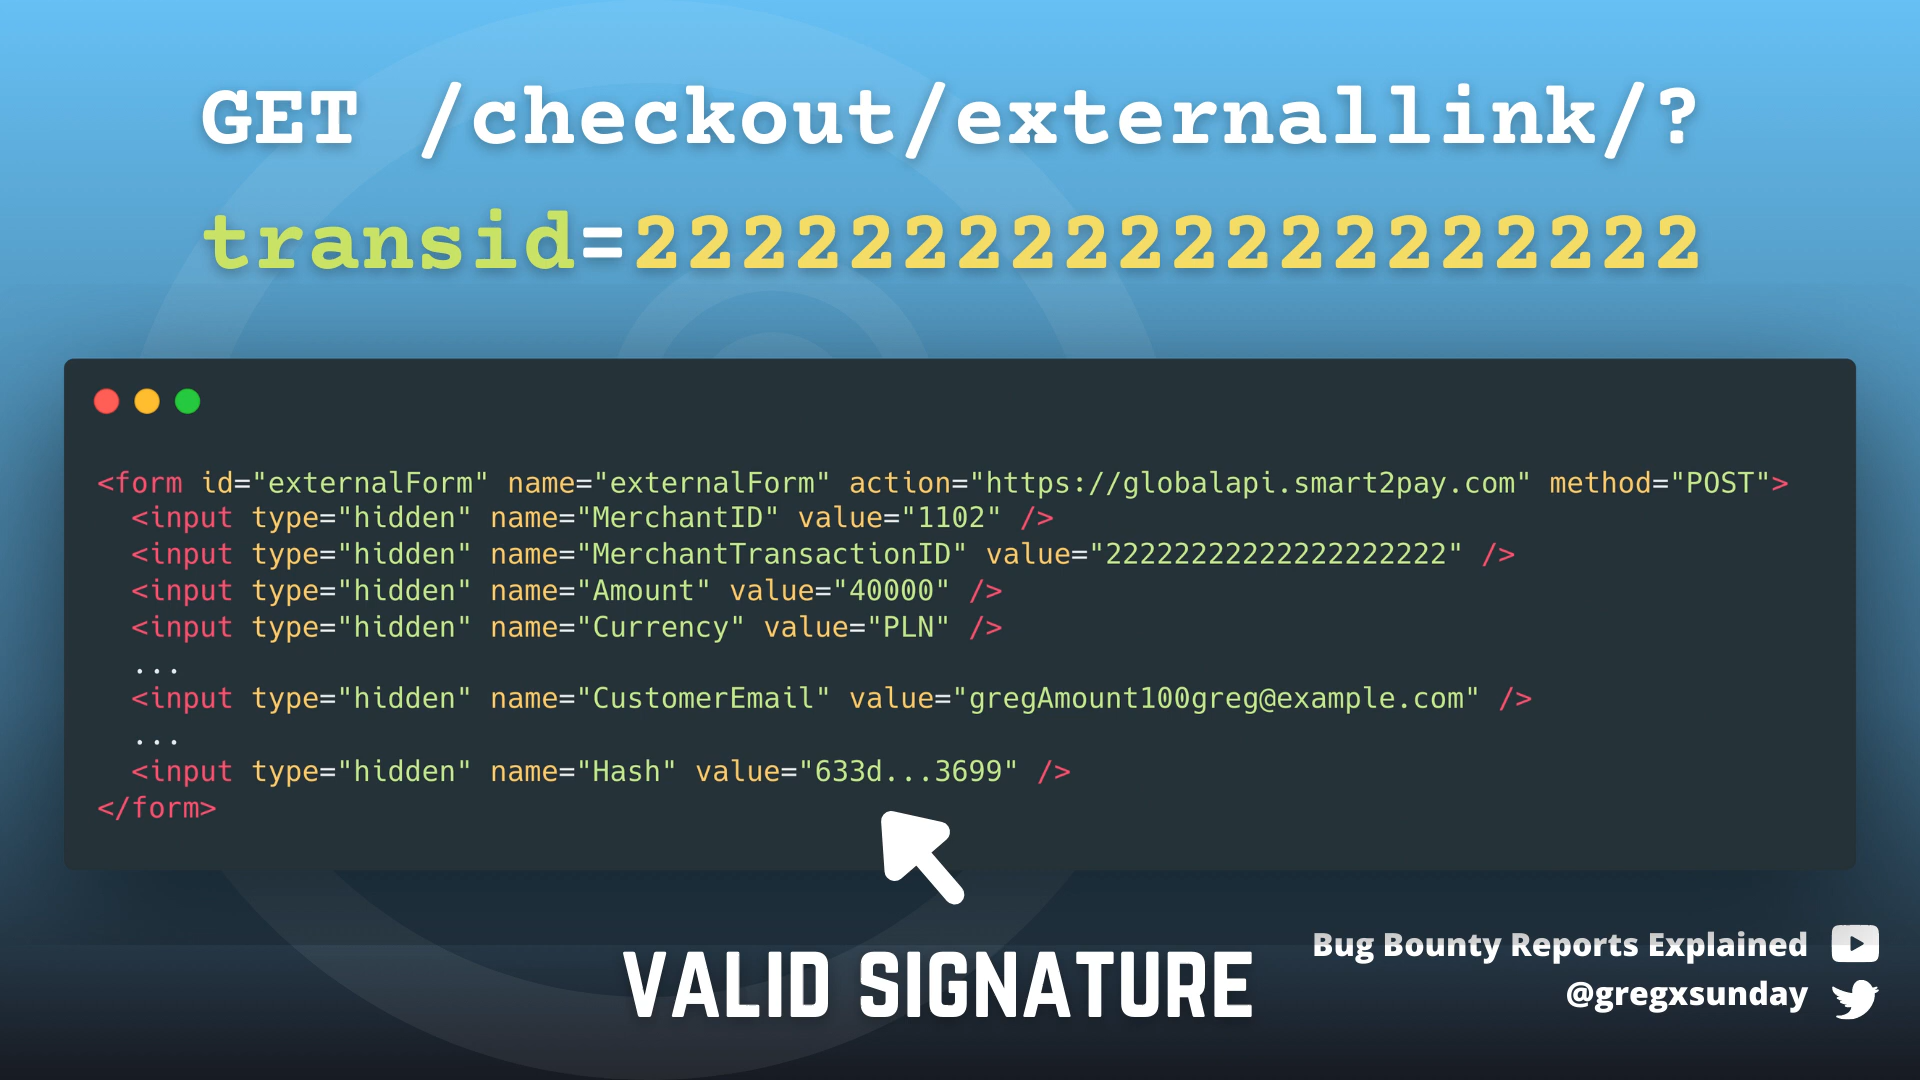 GET /checkout/externallink/?
transid=22222222222222222222
<form id="externalForm" name="externalForm" action="https://globalapi.smart2pay.com" method="POST">
<input type="hidden" name="MerchantID" value="1102" />
<input type="hidden" name="MerchantTransactionID" value="22222222222222222222" />
<input type="hidden" name="Amount" value="40000" />
<input type="hidden" name="Currency" value="PLN" />
...
<input type="hidden" name="CustomerEmail" value="gregAmount100greg@example.com" />
...
<input type="hidden" name="Hash" value="633d...3699" />
</form>
VALID SIGNATURE
Bug Bounty Reports Explained
@gregxsunday